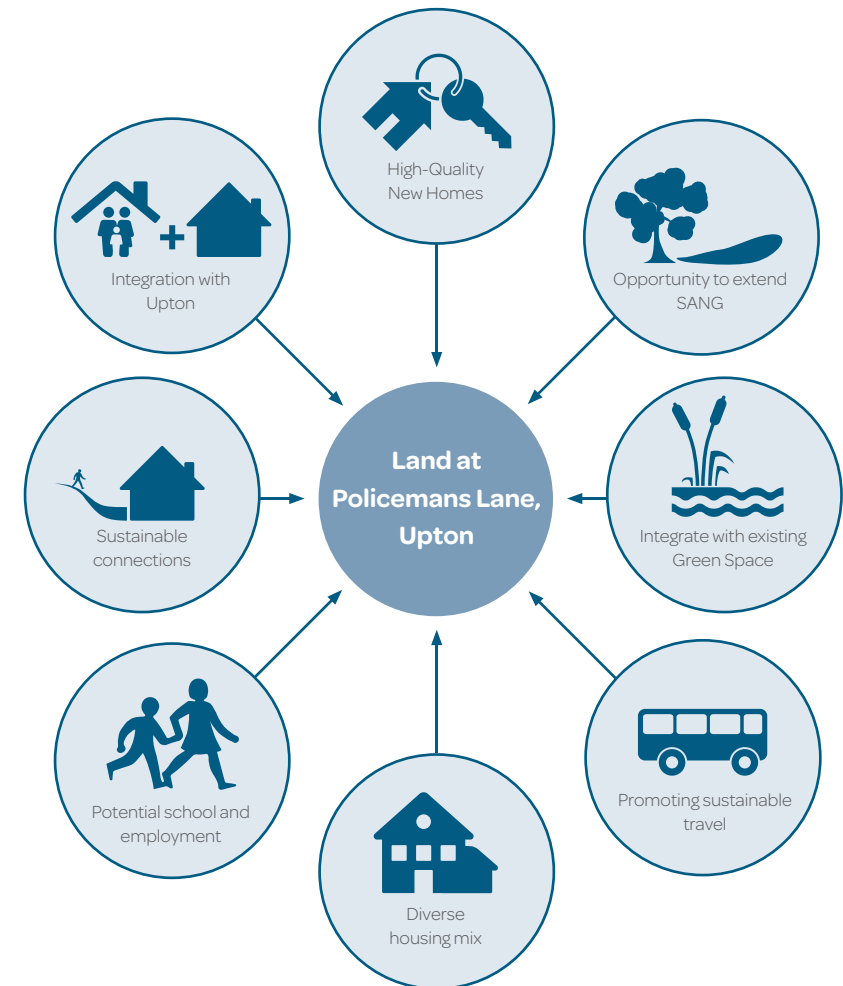 High-Quality
New Homes
Integration with
Upton
Opportunity to extend
SANG
Land at
Policemans Lane,
Upton
Sustainable
connections
Integrate with existing
Green Space
Potential school and
employment
Promoting sustainable
travel
Diverse
housing mix